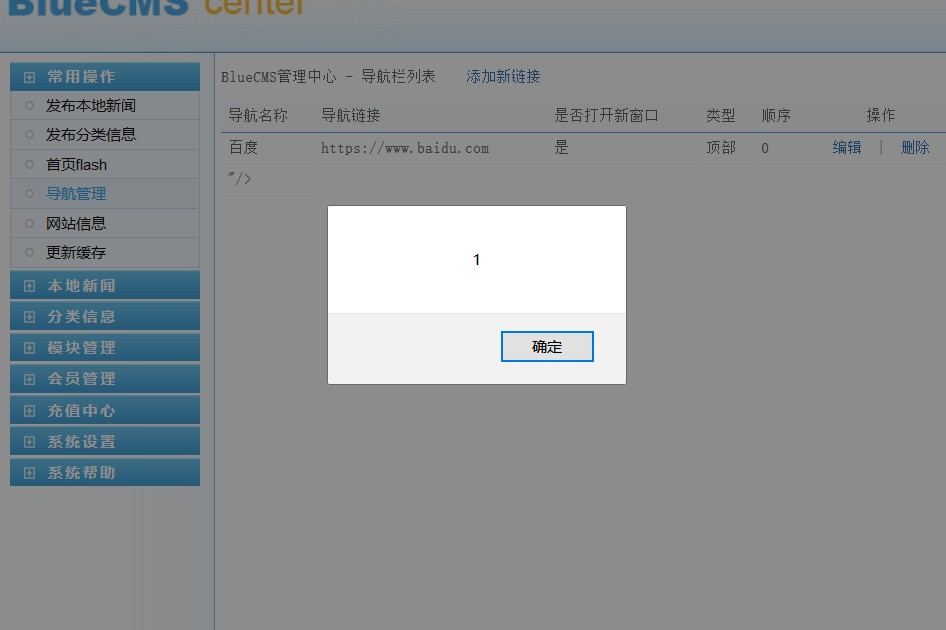 BlueCMS center
常用操作
发布本地新闻
发布分类信息
首页flash
导航管理
网站信息
更新缓存
本地新闻
分类信息
模块管理
会员管理
充值中心
系统设置
系统帮助
BlueCMS管理中心 - 导航栏列表 添加新链接
导航名称 导航链接 是否打开新窗口 类型 顺序 操作
百度 https://www.baidu.com 是 顶部 0 编辑 | 删除
"/>
1
确定